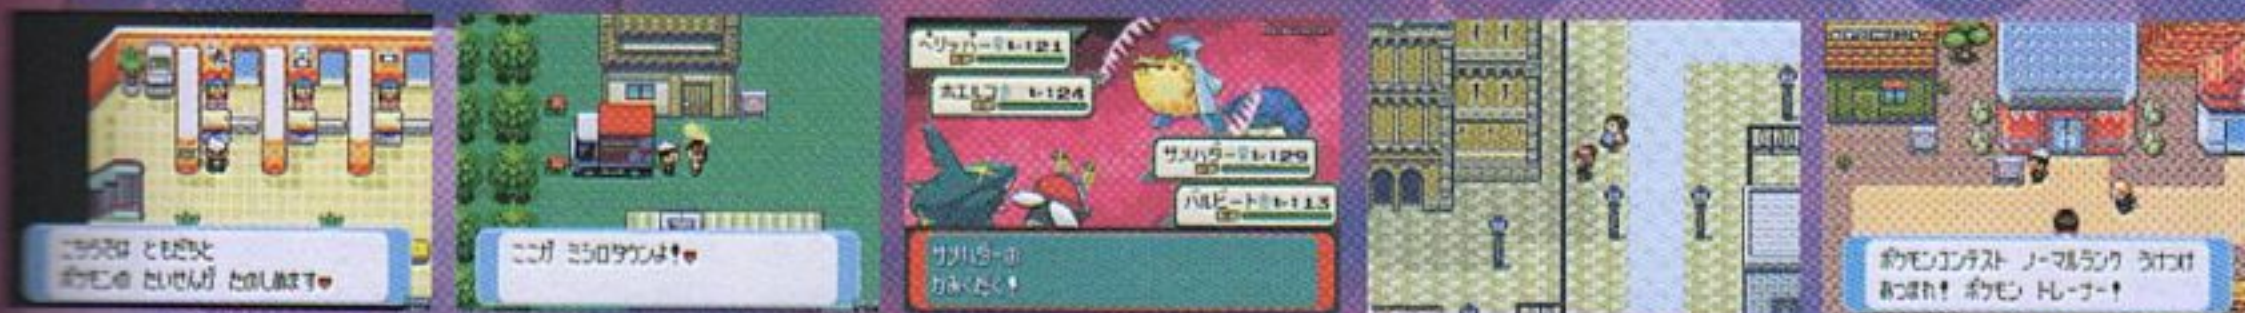 こちらでは ともだちと
ポケモンの たいせんが たのしめます♥
ここが ミシロタウンよ!♥
ペリッパー♀ L121
ホエルコ♀ L124
サメハダー♀ L129
バルビート♂ L113
サメハダーの
かみくだく!
ポケモンコンテスト ノーマルランク うけつけ
あつまれ! ポケモン トレーナー!